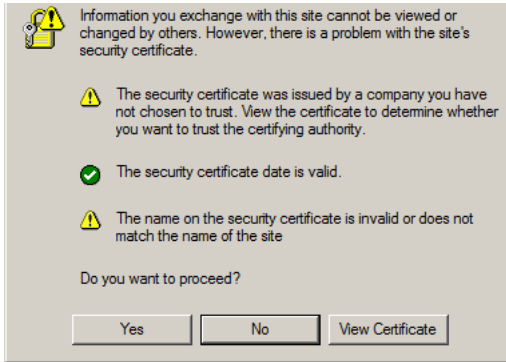 Information you exchange with this site cannot be viewed or
changed by others. However, there is a problem with the site's
security certificate.
The security certificate was issued by a company you have
not chosen to trust. View the certificate to determine whether
you want to trust the certifying authority.
The security certificate date is valid.
The name on the security certificate is invalid or does not
match the name of the site
Do you want to proceed?
Yes No View Certificate